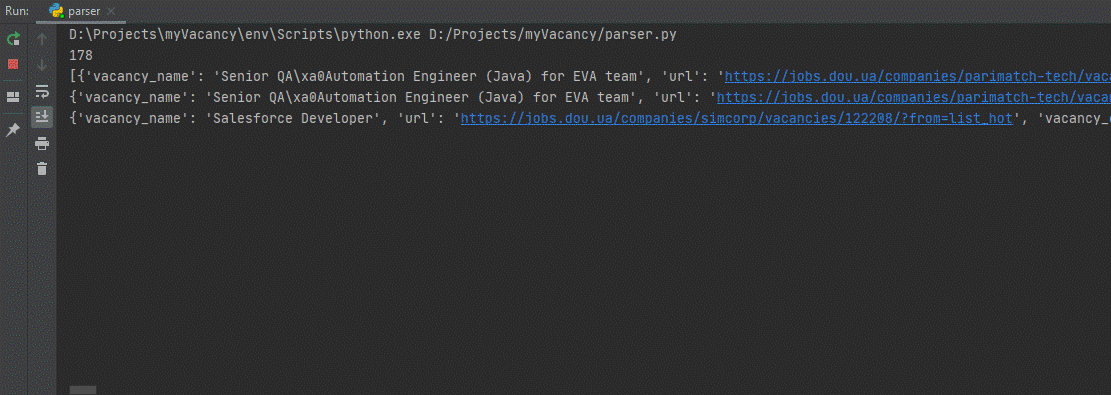 Run: parser
D:\Projects\myVacancy\env\Scripts\python.exe D:/Projects/myVacancy/parser.py
178
[{'vacancy_name': 'Senior QA\xa0Automation Engineer (Java) for EVA team', 'url': 'https://jobs.dou.ua/companies/parimatch-tech/vaca
{'vacancy_name': 'Senior QA\xa0Automation Engineer (Java) for EVA team', 'url': 'https://jobs.dou.ua/companies/parimatch-tech/vacan
{'vacancy_name': 'Salesforce Developer', 'url': 'https://jobs.dou.ua/companies/simcorp/vacancies/122208/?from=list_hot', 'vacancy_